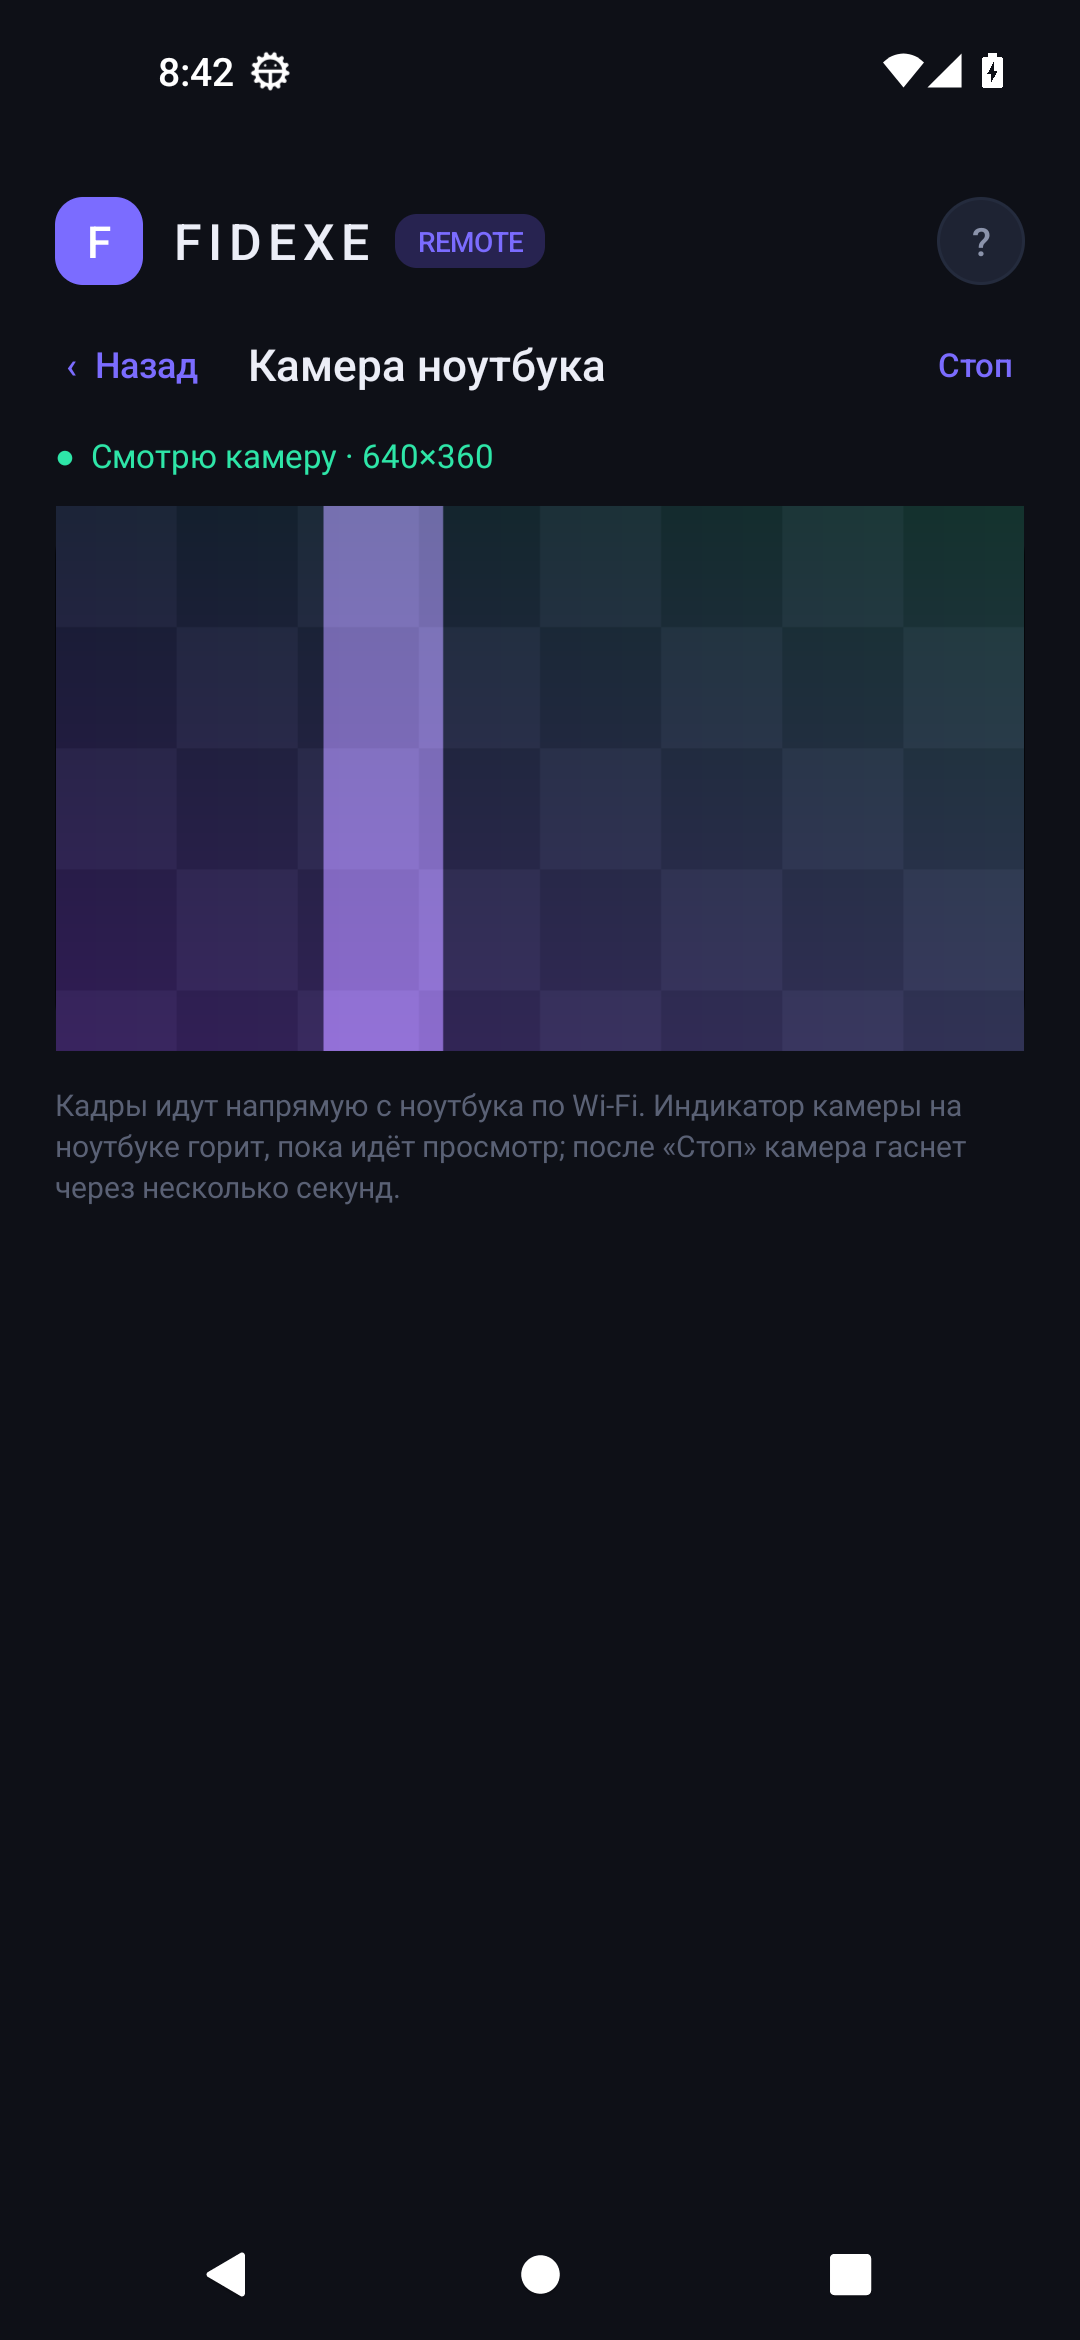 8:42
F FIDEXE REMOTE ?
‹ Назад Камера ноутбука Стоп
● Смотрю камеру · 640×360
Кадры идут напрямую с ноутбука по Wi-Fi. Индикатор камеры на
ноутбуке горит, пока идёт просмотр; после «Стоп» камера гаснет
через несколько секунд.